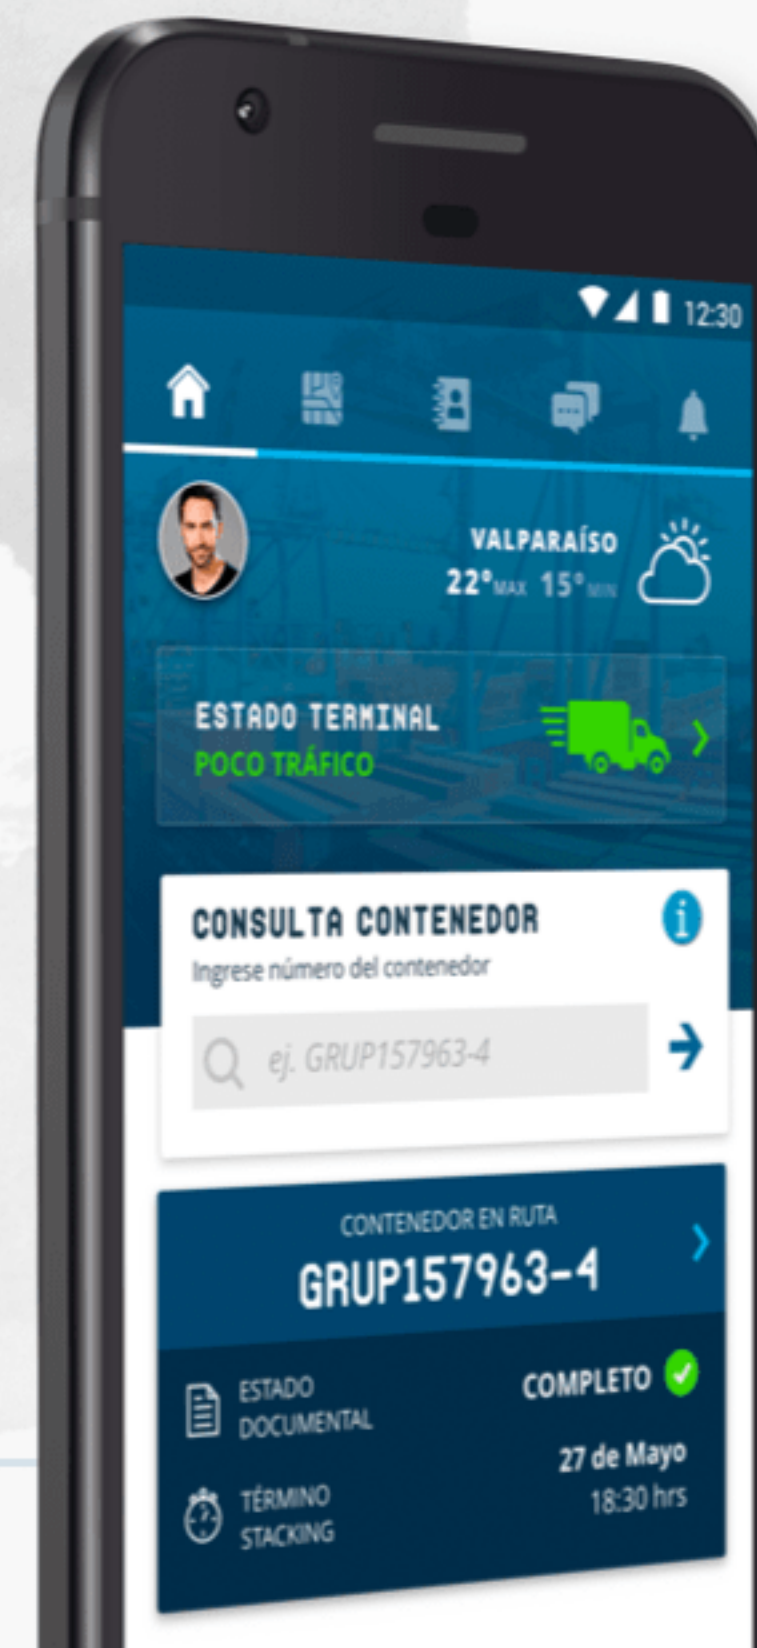 12:30
VALPARAÍSO
22° MAX 15° MIN
ESTADO TERMINAL
POCO TRÁFICO
CONSULTA CONTENEDOR
Ingrese número del contenedor
ej. GRUP157963-4
CONTENEDOR EN RUTA
GRUP157963-4
ESTADO
DOCUMENTAL
COMPLETO
TÉRMINO
STACKING
27 de Mayo
18:30 hrs